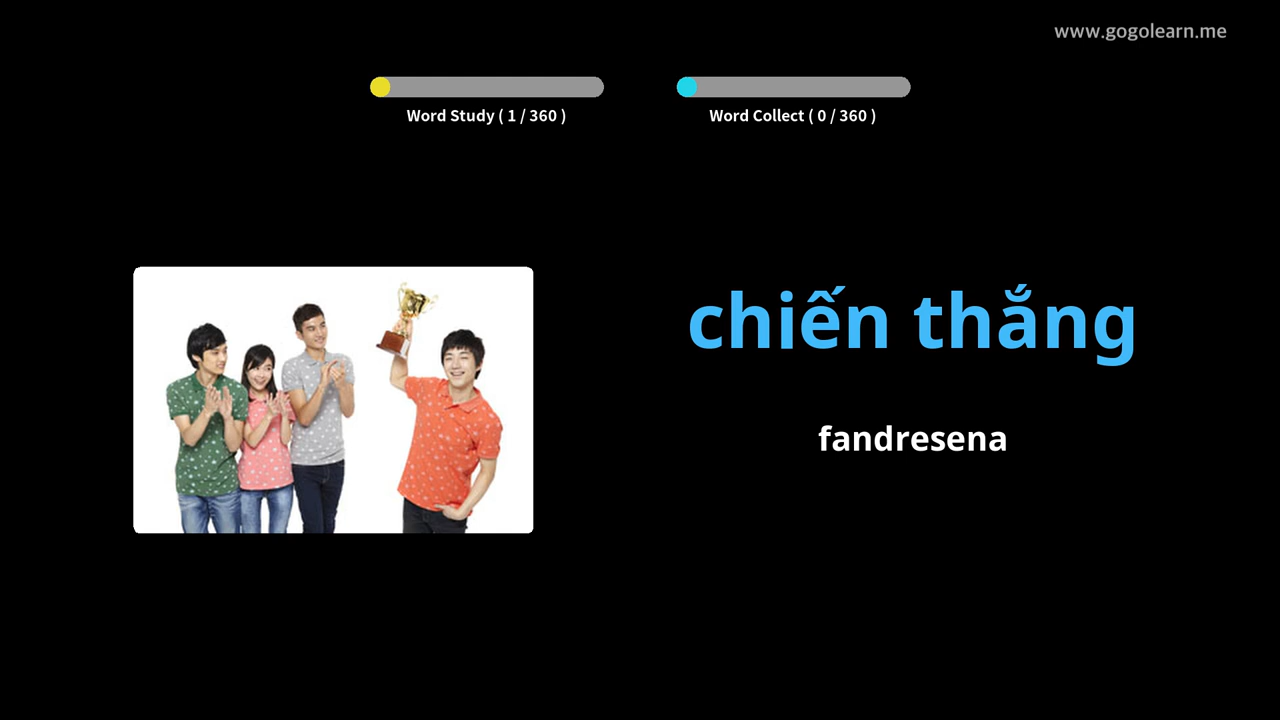 www.gogolearn.me
Word Study ( 1 / 360 )
Word Collect ( 0 / 360 )
chiến thắng
fandresena